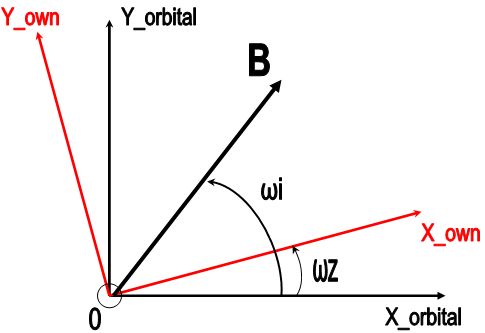 Y_own
Y_orbital
B
ωi
X_own
ωz
0
X_orbital